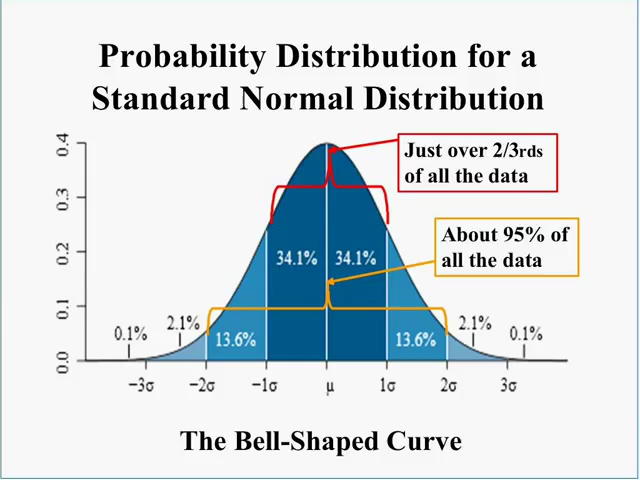 Probability Distribution for a
Standard Normal Distribution
Just over 2/3rds
of all the data
About 95% of
all the data
0.4
0.3
0.2
0.1
0.0
34.1% 34.1%
0.1% 2.1% 13.6% 13.6% 2.1% 0.1%
−3σ −2σ −1σ μ 1σ 2σ 3σ
The Bell-Shaped Curve